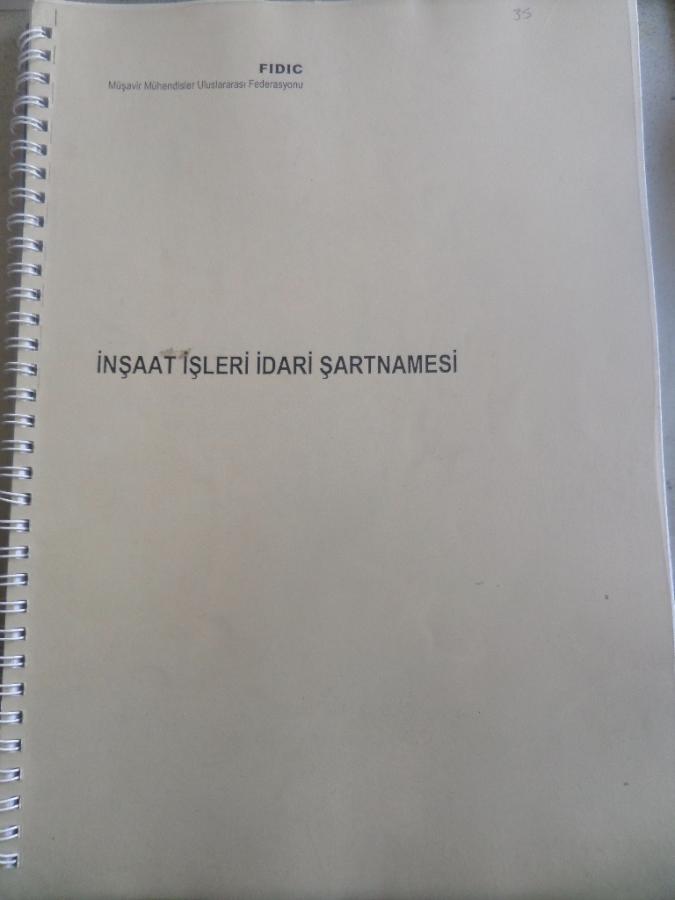 35
FIDIC
Müşavir Mühendisler Uluslararası Federasyonu
İNŞAAT İŞLERİ İDARİ ŞARTNAMESİ